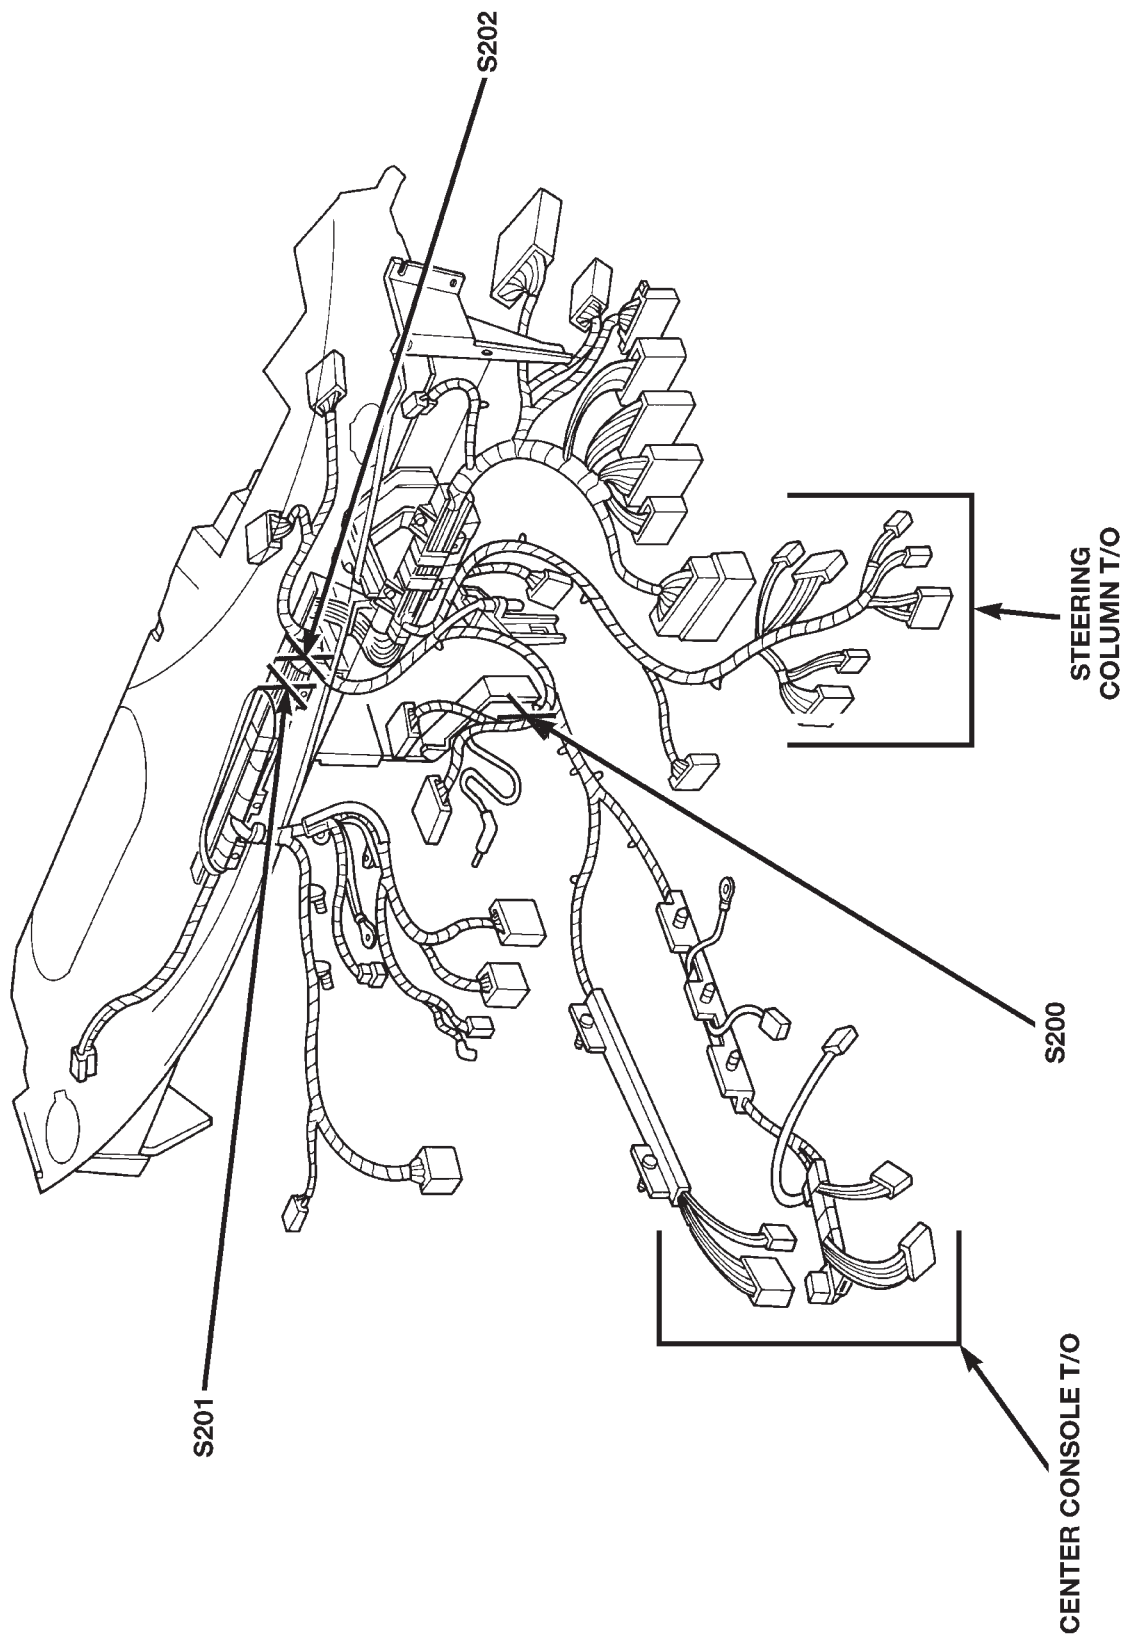 S202
S201
S200
STEERING
COLUMN T/O
CENTER CONSOLE T/O